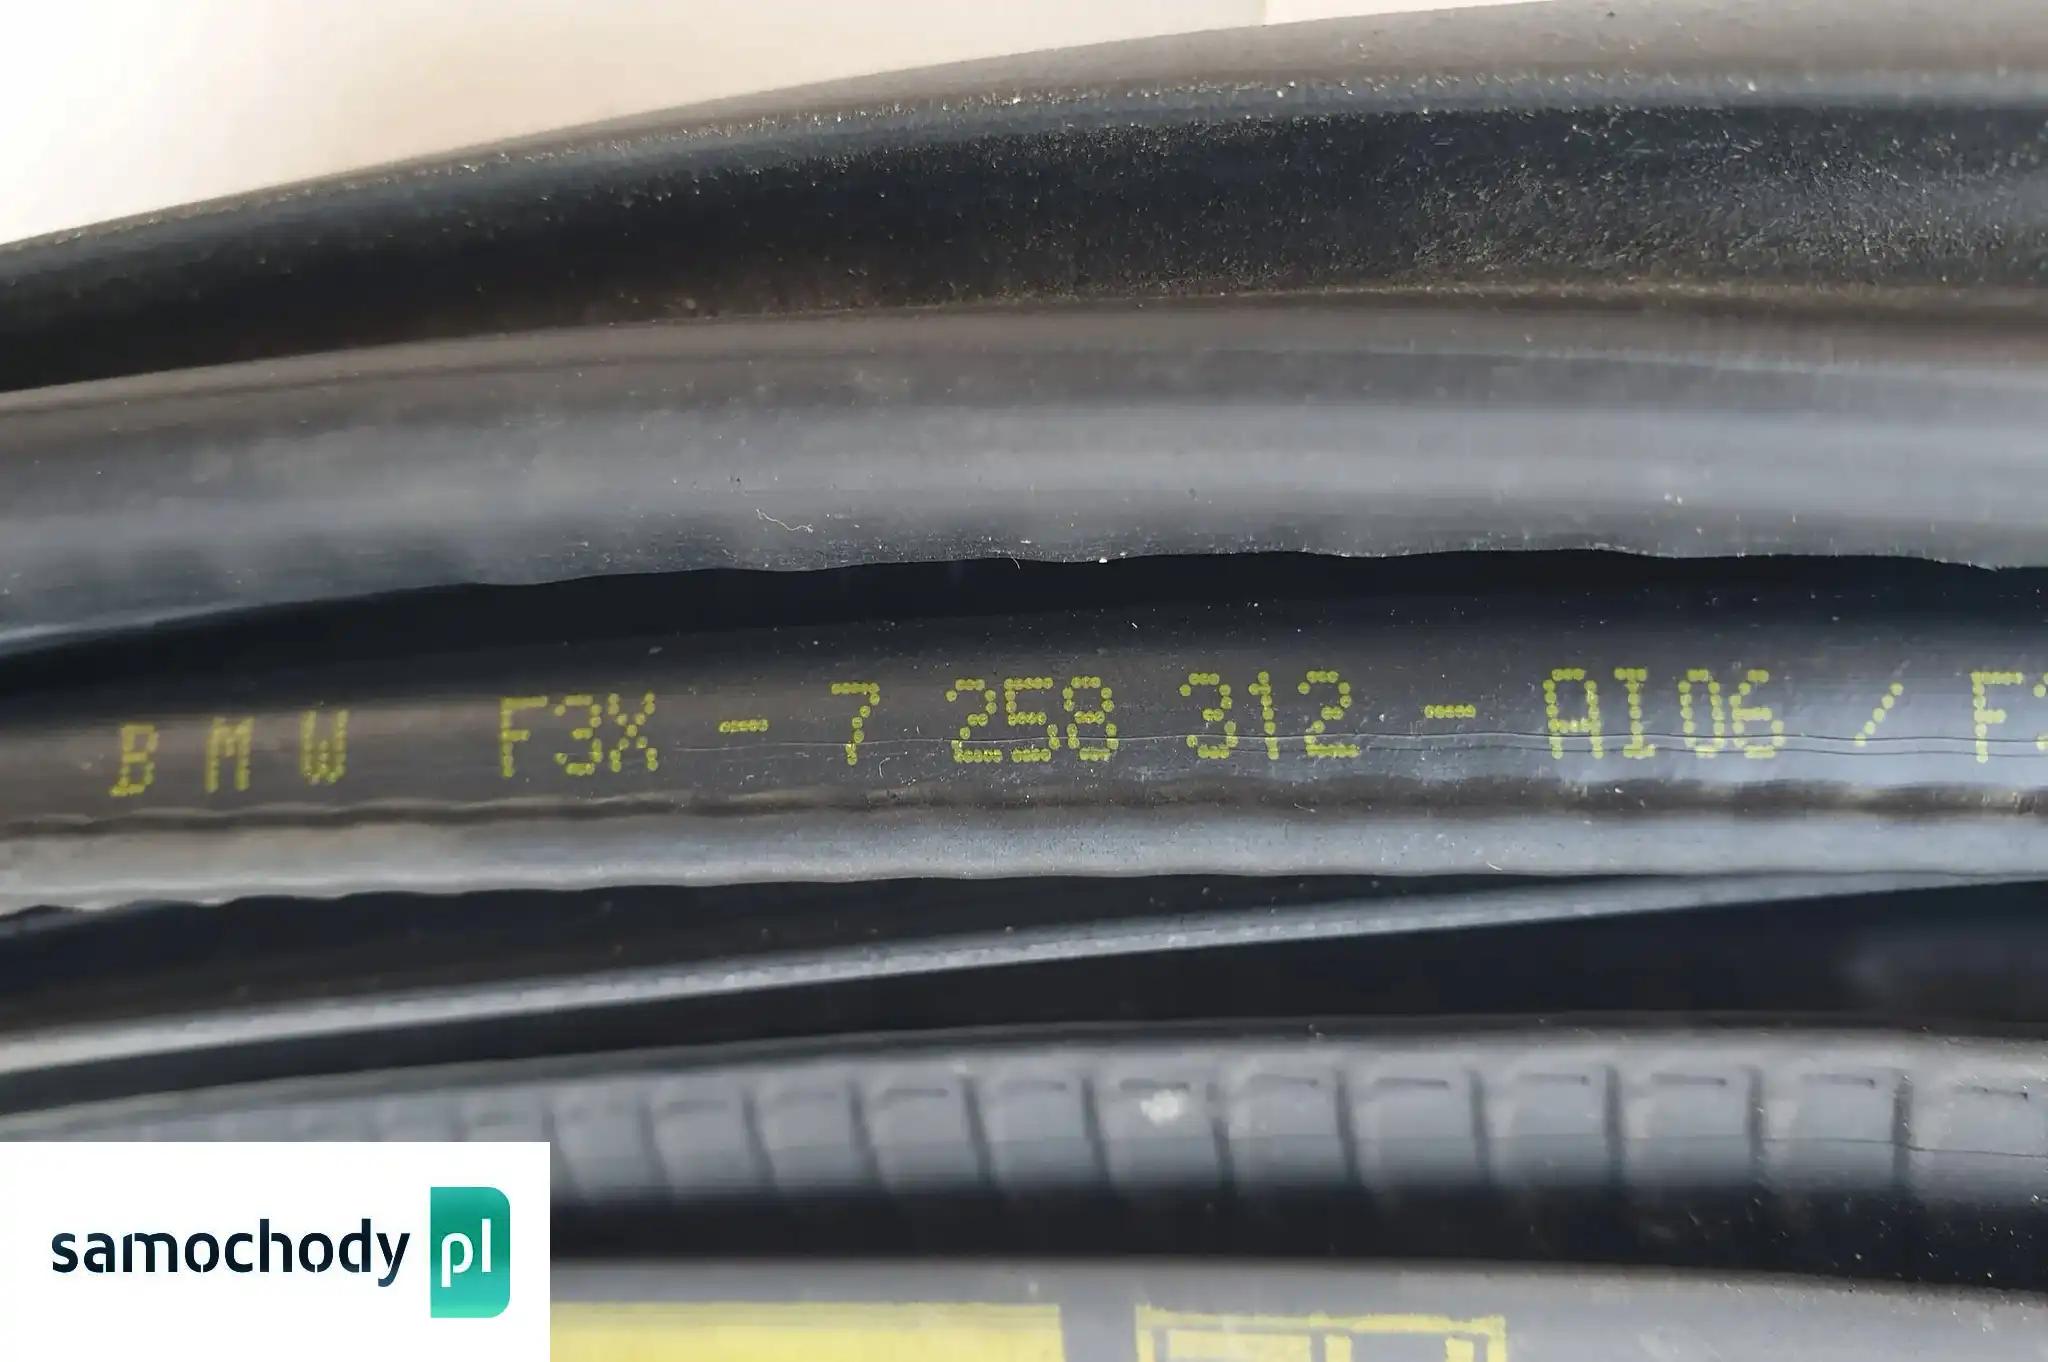 BMW F3X - 7 258 312 - AI06 / F
samochody pl